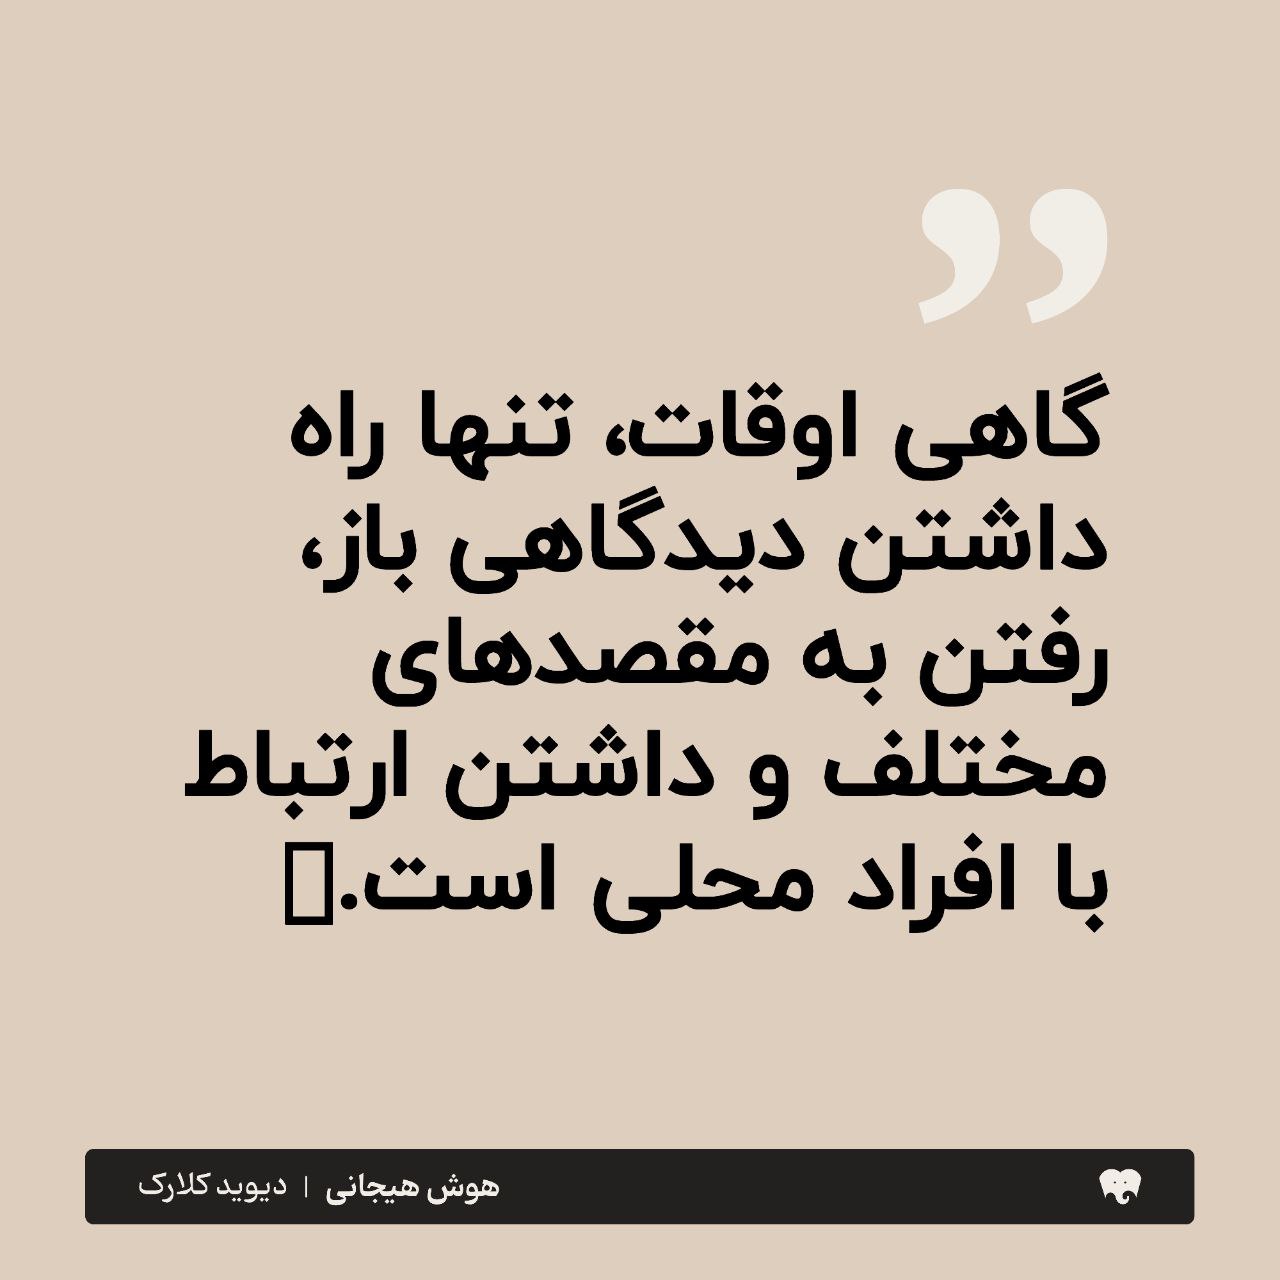 ”
گاهی اوقات، تنها راه
داشتن دیدگاهی باز،
رفتن به مقصدهای
مختلف و داشتن ارتباط
با افراد محلی است.
هوش هیجانی | دیوید کلارک